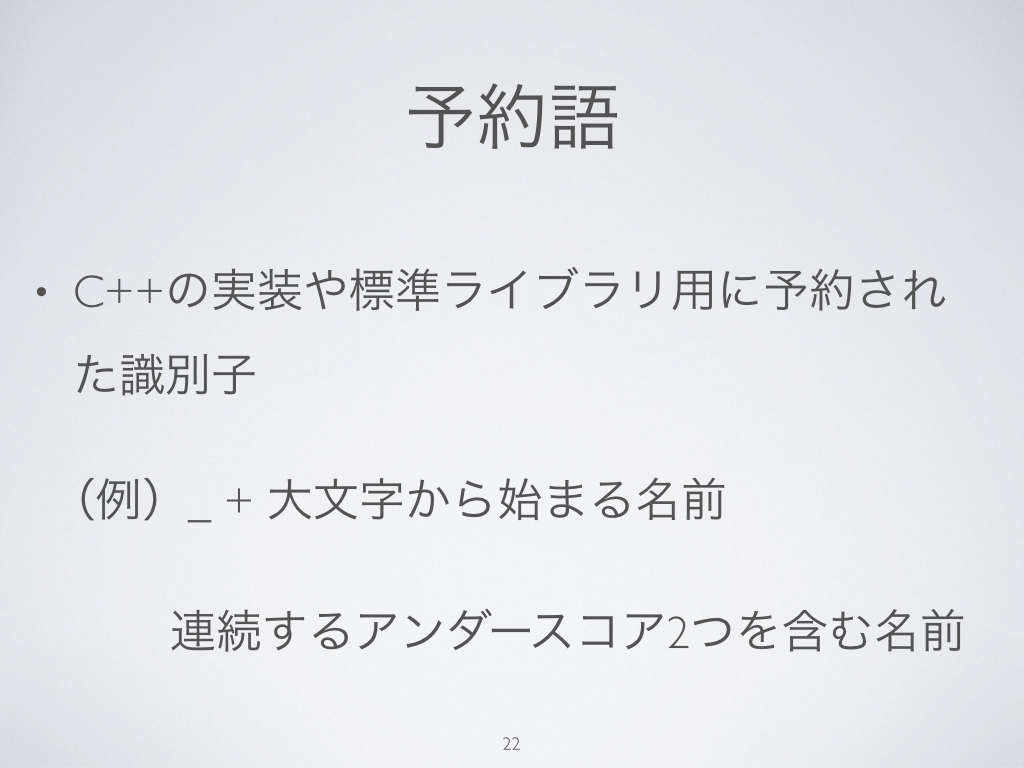 予約語
• C++の実装や標準ライブラリ用に予約され
た識別子
（例）_ + 大文字から始まる名前
連続するアンダースコア2つを含む名前
22